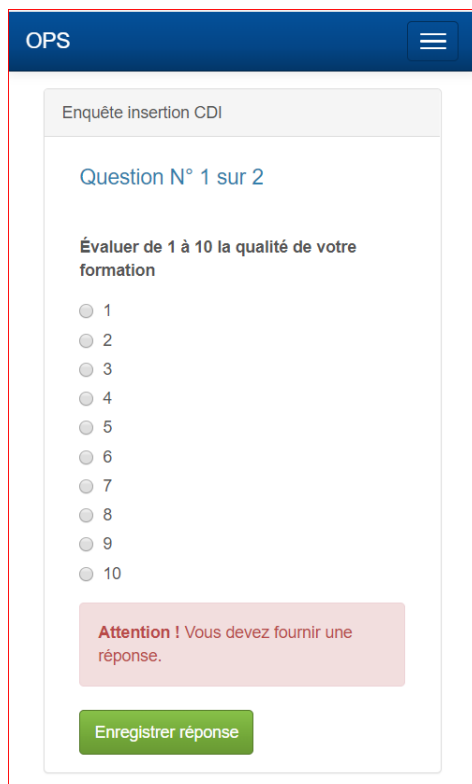 OPS
Enquête insertion CDI
Question N° 1 sur 2
Évaluer de 1 à 10 la qualité de votre
formation
1
2
3
4
5
6
7
8
9
10
Attention ! Vous devez fournir une
réponse.
Enregistrer réponse